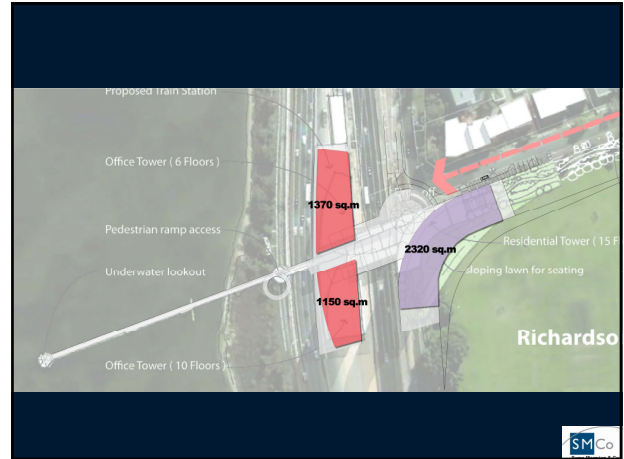 Proposed Train Station
Office Tower ( 6 Floors )
1370 sq.m
Pedestrian ramp access
2320 sq.m
Residential Tower ( 15 F
Underwater lookout
sloping lawn for seating
1150 sq.m
Richardso
Office Tower ( 10 Floors )
SMCo